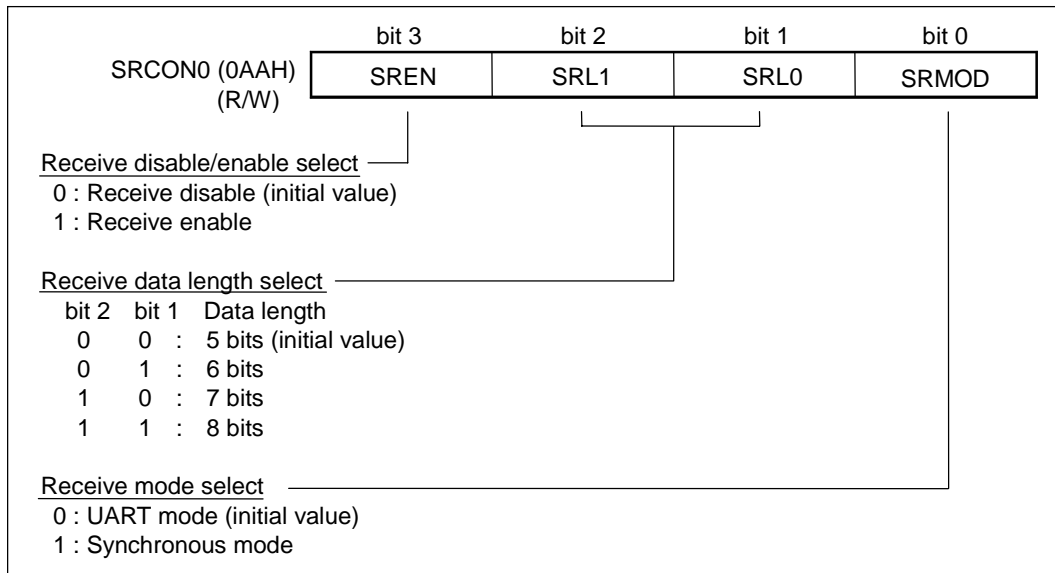 bit 3 bit 2 bit 1 bit 0
SRCON0 (0AAH) SREN SRL1 SRL0 SRMOD
(R/W)
Receive disable/enable select
0 : Receive disable (initial value)
1 : Receive enable
Receive data length select
bit 2 bit 1 Data length
0 0 : 5 bits (initial value)
0 1 : 6 bits
1 0 : 7 bits
1 1 : 8 bits
Receive mode select
0 : UART mode (initial value)
1 : Synchronous mode